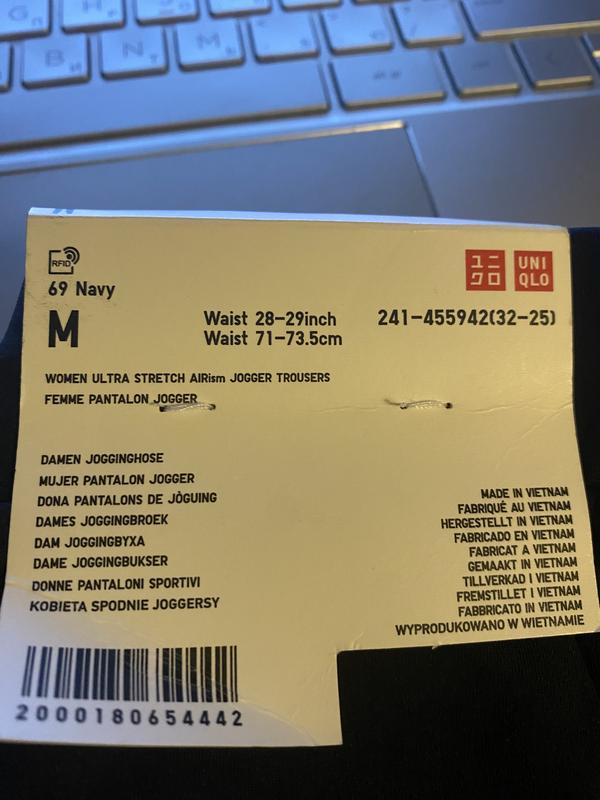 RFID
ユニ
クロ
UNI
QLO
69 Navy
M
Waist 28-29inch
Waist 71-73.5cm
241-455942(32-25)
WOMEN ULTRA STRETCH AIRism JOGGER TROUSERS
FEMME PANTALON JOGGER
DAMEN JOGGINGHOSE
MUJER PANTALON JOGGER
DONA PANTALONS DE JÒGUING
DAMES JOGGINGBROEK
DAM JOGGINGBYXA
DAME JOGGINGBUKSER
DONNE PANTALONI SPORTIVI
KOBIETA SPODNIE JOGGERSY
MADE IN VIETNAM
FABRIQUÉ AU VIETNAM
HERGESTELLT IN VIETNAM
FABRICADO EN VIETNAM
FABRICAT A VIETNAM
GEMAAKT IN VIETNAM
TILLVERKAD I VIETNAM
FREMSTILLET I VIETNAM
FABBRICATO IN VIETNAM
WYPRODUKOWANO W WIETNAMIE
2000180654442